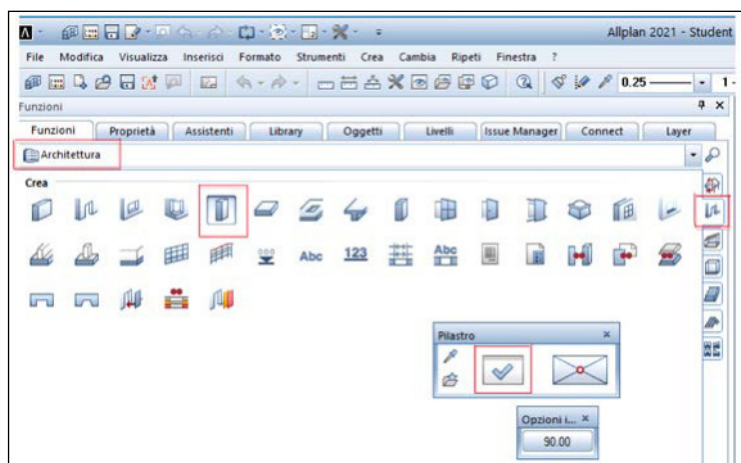 Allplan 2021 - Student
File Modifica Visualizza Inserisci Formato Strumenti Crea Cambia Ripeti Finestra ?
0.25 1
Funzioni
Funzioni Proprietà Assistenti Library Oggetti Livelli Issue Manager Connect Layer
Architettura
Crea
Abc 123 Abc
Pilastro
Opzioni i...
90.00